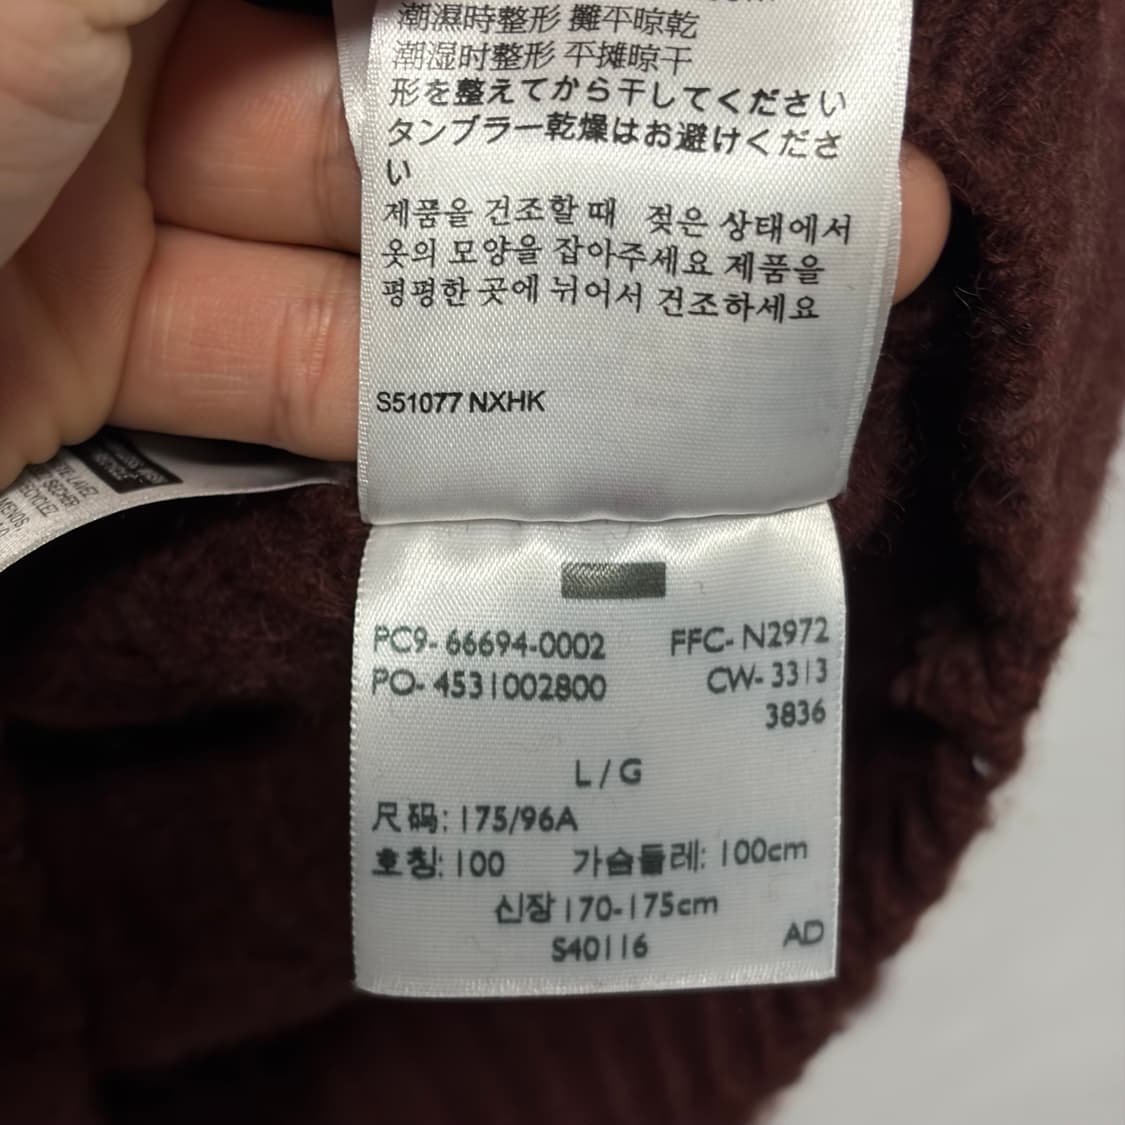 潮濕時整形 攤平晾乾
潮湿时整形 平摊晾干
形を整えてから干してください
タンブラー乾燥はお避けくださ
い
제품을 건조할 때 젖은 상태에서
옷의 모양을 잡아주세요 제품을
평평한 곳에 뉘어서 건조하세요
S51077 NXHK
PC9- 66694-0002 FFC- N2972
PO- 4531002800 CW- 3313
3836
L / G
尺码: 175/96A
호칭: 100 가슴둘레: 100cm
신장 170-175cm
S40116 AD